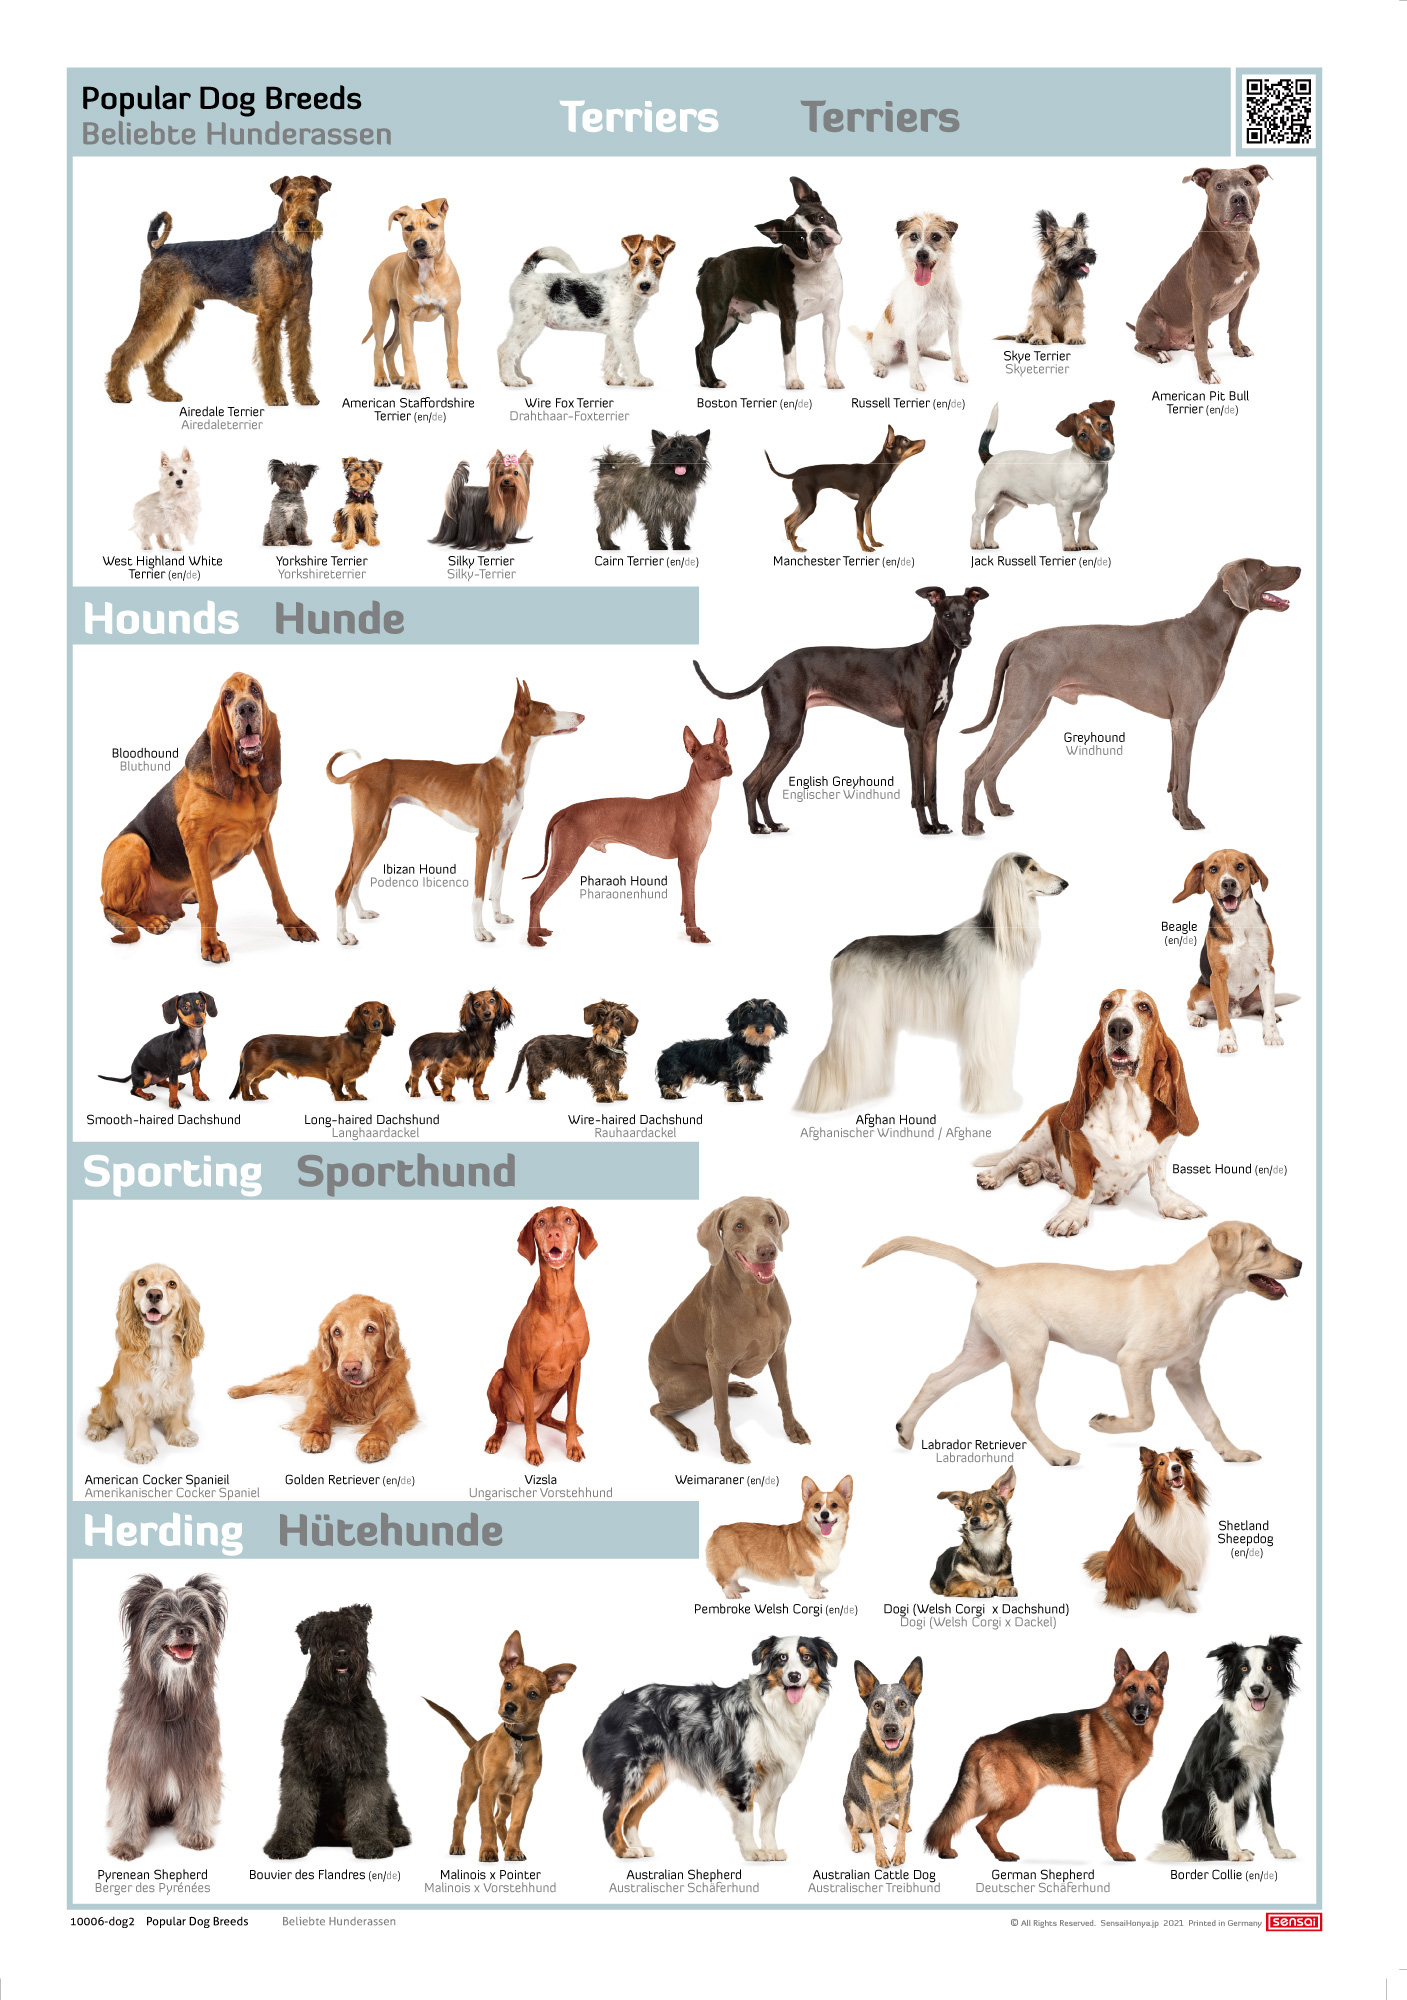 Popular Dog Breeds
Beliebte Hunderassen
Terriers Terriers
Airedale Terrier
Airedaleterrier
American Staffordshire
Terrier (en/de)
Wire Fox Terrier
Drahthaar-Foxterrier
Boston Terrier (en/de)
Russell Terrier (en/de)
Skye Terrier
Skyeterrier
American Pit Bull
Terrier (en/de)
West Highland White
Terrier (en/de)
Yorkshire Terrier
Yorkshireterrier
Silky Terrier
Silky-Terrier
Cairn Terrier (en/de)
Manchester Terrier (en/de)
Jack Russell Terrier (en/de)
Hounds Hunde
Bloodhound
Bluthund
Ibizan Hound
Podenco Ibicenco
Pharaoh Hound
Pharaonenhund
English Greyhound
Englischer Windhund
Greyhound
Windhund
Beagle
(en/de)
Smooth-haired Dachshund
Long-haired Dachshund
Langhaardackel
Wire-haired Dachshund
Rauhaardackel
Afghan Hound
Afghanischer Windhund / Afghane
Basset Hound (en/de)
Sporting Sporthund
American Cocker Spanieil
Amerikanischer Cocker Spaniel
Golden Retriever (en/de)
Vizsla
Ungarischer Vorstehhund
Weimaraner (en/de)
Labrador Retriever
Labradorhund
Herding Hütehunde
Pembroke Welsh Corgi (en/de)
Dogi (Welsh Corgi x Dachshund)
Dogi (Welsh Corgi x Dackel)
Shetland
Sheepdog
(en/de)
Pyrenean Shepherd
Berger des Pyrénées
Bouvier des Flandres (en/de)
Malinois x Pointer
Malinois x Vorstehhund
Australian Shepherd
Australischer Schäferhund
Australian Cattle Dog
Australischer Treibhund
German Shepherd
Deutscher Schäferhund
Border Collie (en/de)
10006-dog2 Popular Dog Breeds Beliebte Hunderassen
© All Rights Reserved. SensaiHonya.jp 2021 Printed in Germany sensai